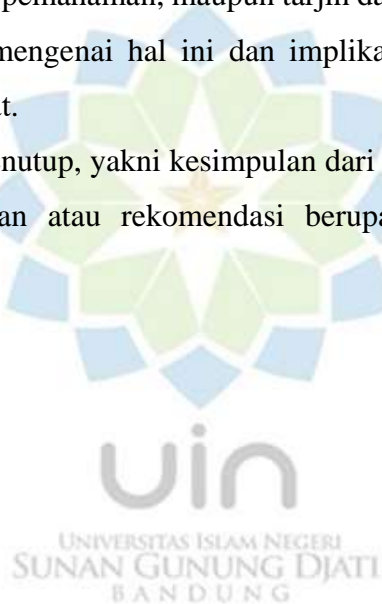 pemahaman, maupun tarjih da
mengenai hal ini dan implika
t.
nutup, yakni kesimpulan dari
an atau rekomendasi berupa
uin
UNIVERSITAS ISLAM NEGERI
SUNAN GUNUNG DJATI
BANDUNG